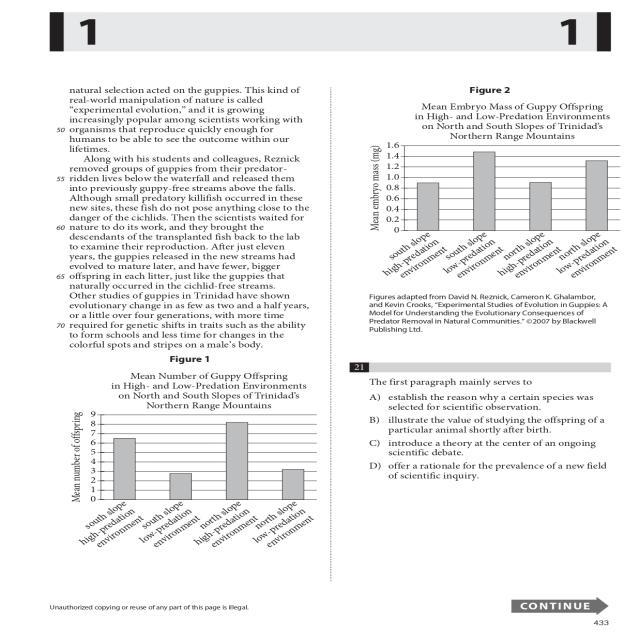 1
1
natural selection acted on the guppies. This kind of
real-world manipulation of nature is called
“experimental evolution,” and it is growing
increasingly popular among scientists working with
50 organisms that reproduce quickly enough for
humans to be able to see the outcome within our
lifetimes.
Along with his students and colleagues, Reznick
removed groups of guppies from their predator-
55 ridden lives below the waterfall and released them
into previously guppy-free streams above the falls.
Although small predatory killifish occurred in these
new sites, these fish do not pose anything close to the
danger of the cichlids. Then the scientists waited for
60 nature to do its work, and they brought the
descendants of the transplanted fish back to the lab
to examine their reproduction. After just eleven
years, the guppies released in the new streams had
evolved to mature later, and have fewer, bigger
65 offspring in each litter, just like the guppies that
naturally occurred in the cichlid-free streams.
Other studies of guppies in Trinidad have shown
evolutionary change in as few as two and a half years,
or a little over four generations, with more time
70 required for genetic shifts in traits such as the ability
to form schools and less time for changes in the
colorful spots and stripes on a male’s body.
Figure 1
Mean Number of Guppy Offspring
in High- and Low-Predation Environments
on North and South Slopes of Trinidad’s
Northern Range Mountains
Mean number of offspring
9
8
7
6
5
4
3
2
1
0
south slope
high-predation
environment
south slope
low-predation
environment
north slope
high-predation
environment
north slope
low-predation
environment
Figure 2
Mean Embryo Mass of Guppy Offspring
in High- and Low-Predation Environments
on North and South Slopes of Trinidad’s
Northern Range Mountains
Mean embryo mass (mg)
1.6
1.4
1.2
1.0
0.8
0.6
0.4
0.2
0
south slope
high-predation
environment
south slope
low-predation
environment
north slope
high-predation
environment
north slope
low-predation
environment
Figures adapted from David N. Reznick, Cameron K. Ghalambor,
and Kevin Crooks, “Experimental Studies of Evolution in Guppies: A
Model for Understanding the Evolutionary Consequences of
Predator Removal in Natural Communities.” ©2007 by Blackwell
Publishing Ltd.
21
The first paragraph mainly serves to
A) establish the reason why a certain species was
selected for scientific observation.
B) illustrate the value of studying the offspring of a
particular animal shortly after birth.
C) introduce a theory at the center of an ongoing
scientific debate.
D) offer a rationale for the prevalence of a new field
of scientific inquiry.
Unauthorized copying or reuse of any part of this page is illegal.
CONTINUE
433